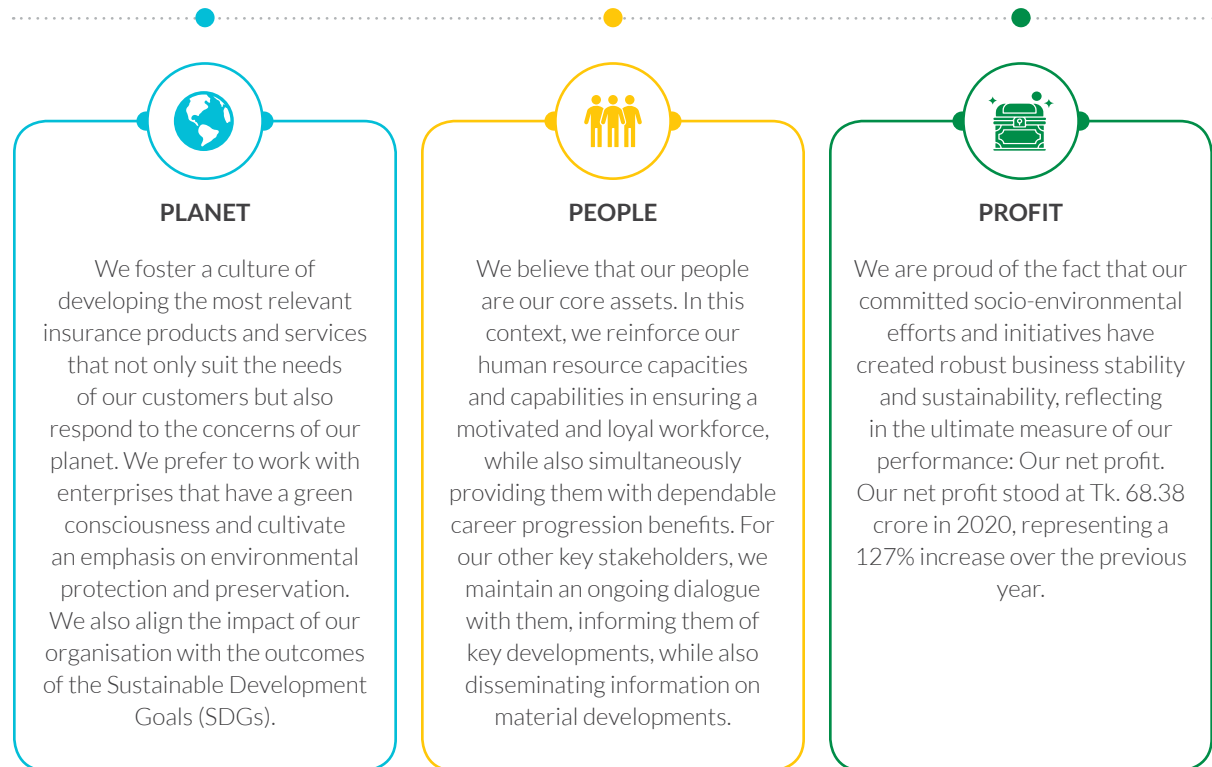 PLANET
We foster a culture of
developing the most relevant
insurance products and services
that not only suit the needs
of our customers but also
respond to the concerns of our
planet. We prefer to work with
enterprises that have a green
consciousness and cultivate
an emphasis on environmental
protection and preservation.
We also align the impact of our
organisation with the outcomes
of the Sustainable Development
Goals (SDGs).
PEOPLE
We believe that our people
are our core assets. In this
context, we reinforce our
human resource capacities
and capabilities in ensuring a
motivated and loyal workforce,
while also simultaneously
providing them with dependable
career progression benefits. For
our other key stakeholders, we
maintain an ongoing dialogue
with them, informing them of
key developments, while also
disseminating information on
material developments.
PROFIT
We are proud of the fact that our
committed socio-environmental
efforts and initiatives have
created robust business stability
and sustainability, reflecting
in the ultimate measure of our
performance: Our net profit.
Our net profit stood at Tk. 68.38
crore in 2020, representing a
127% increase over the previous
year.